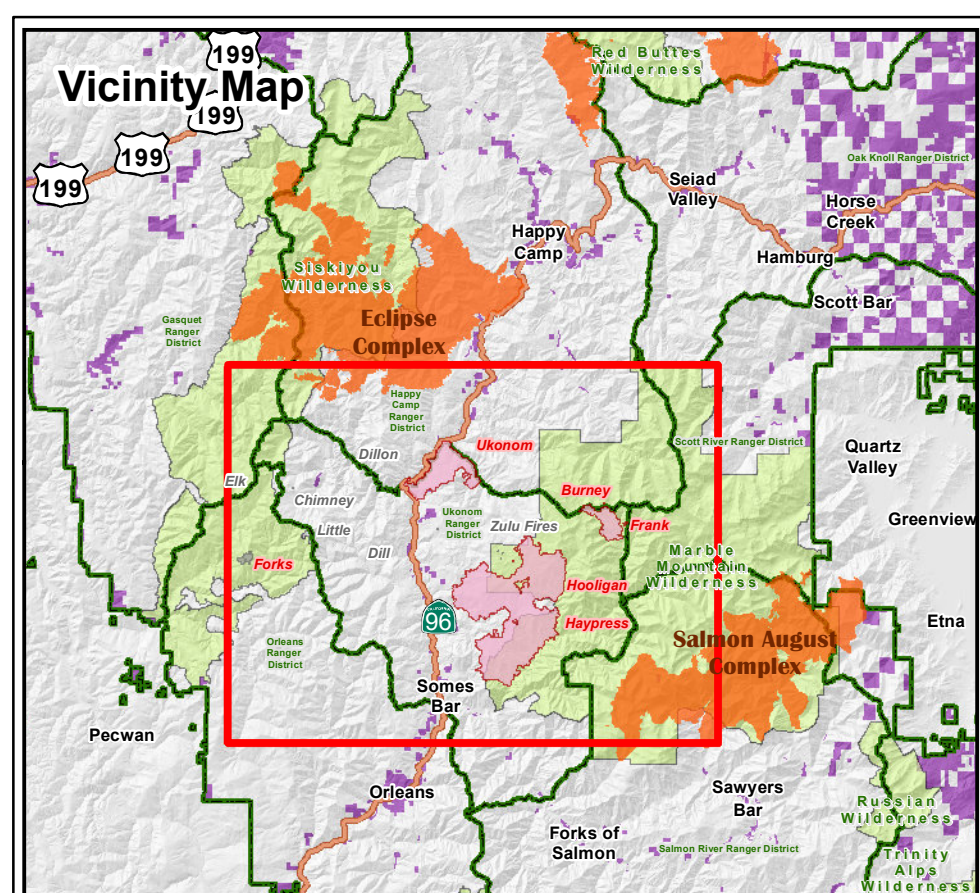 199
Vicinity Map
199
199
199
Red Buttes
Wilderness
Oak Knoll Ranger District
Seiad
Valley
Horse
Creek
Happy
Camp
Hamburg
Siskiyou
Wilderness
Scott Bar
Eclipse
Complex
Gasquet
Ranger
District
Happy
Camp
Ranger
District
Scott River Ranger District
Quartz
Valley
Ukonom
Dillon
Elk
Chimney
Burney
Greenview
Ukonom
Ranger
District
Zulu Fires
Frank
Little
Dill
Forks
Marble
Mountain
Wilderness
Hooligan
Haypress
CALIFORNIA
96
Etna
Salmon August
Complex
Orleans
Ranger
District
Somes
Bar
Pecwan
Orleans
Sawyers
Bar
Russian
Wilderness
Forks of
Salmon
Salmon River Ranger District
Trinity
Alps
Wilderness